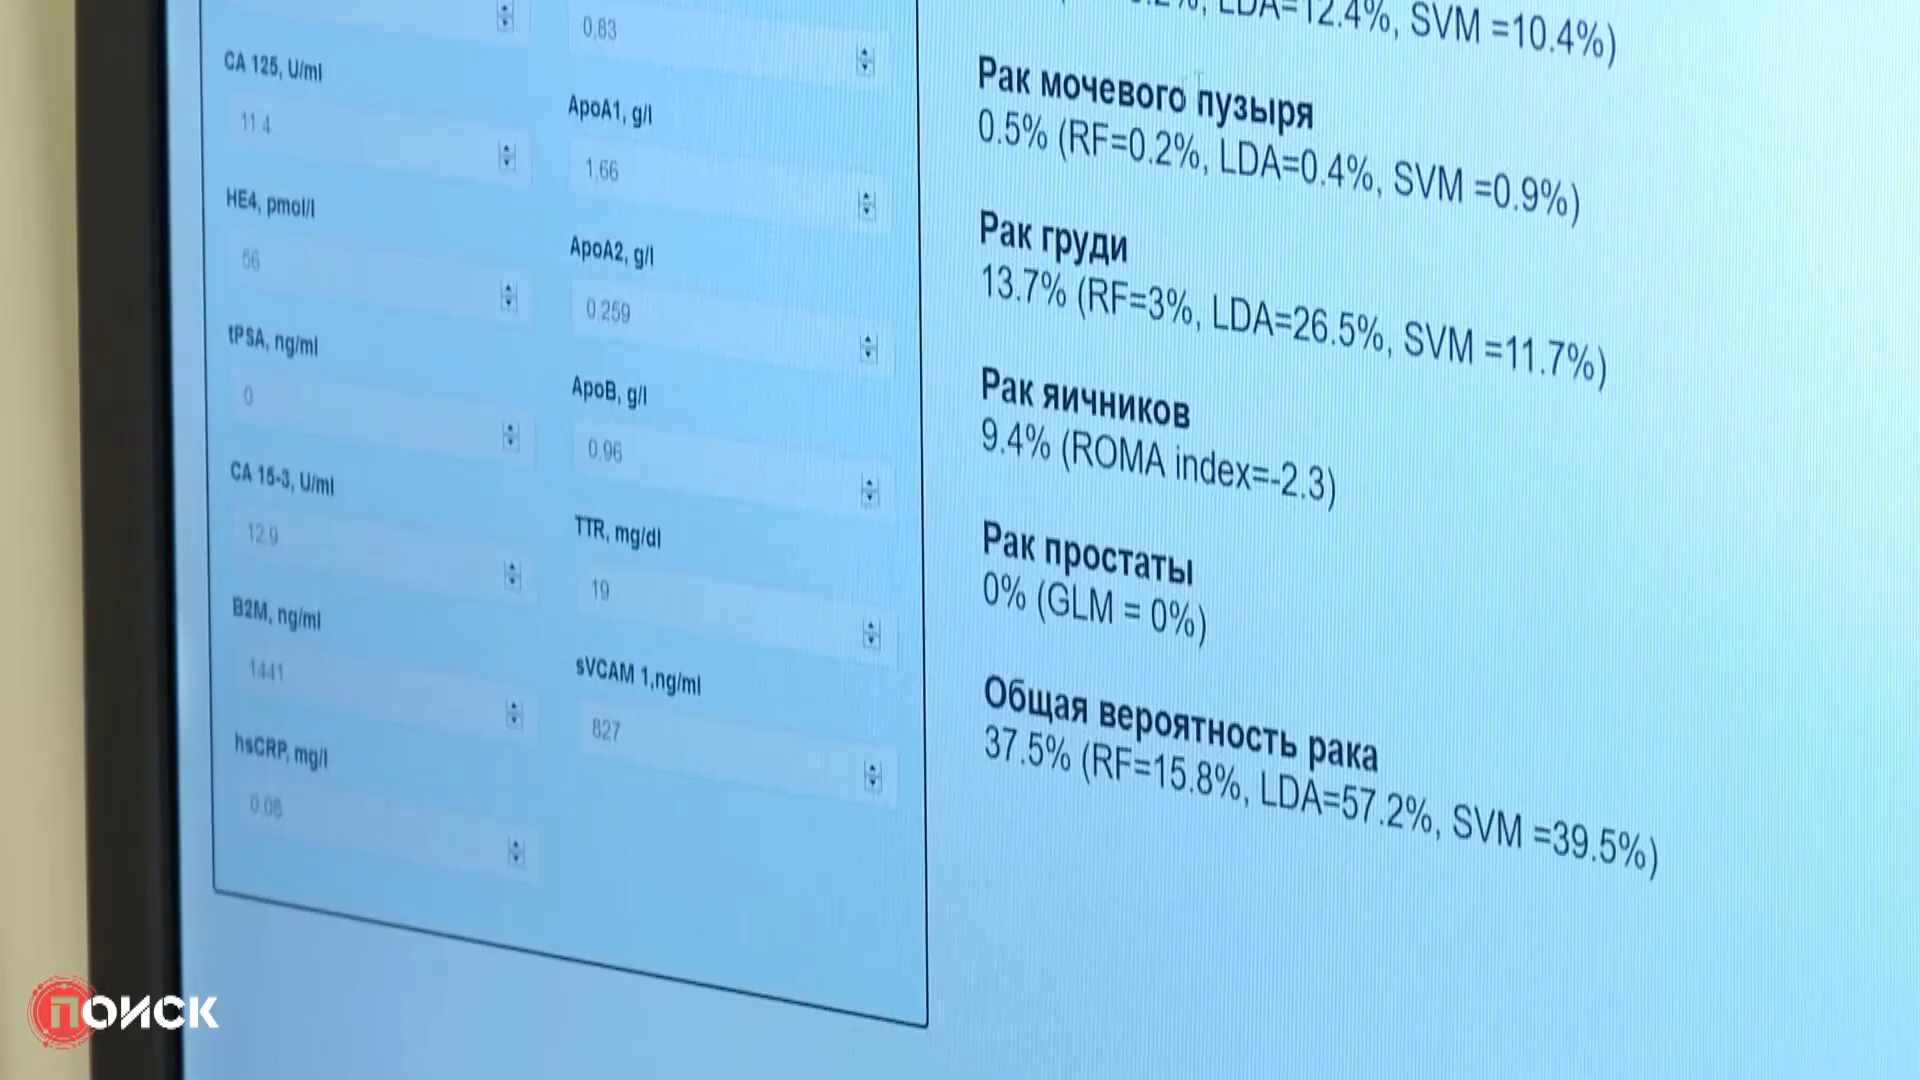 0.83
CA 125, U/ml
11.4
ApoA1, g/l
1.66
HE4, pmol/l
56
ApoA2, g/l
0.259
tPSA, ng/ml
0
ApoB, g/l
0.96
CA 15-3, U/ml
12.9
TTR, mg/dl
19
B2M, ng/ml
1441
sVCAM 1,ng/ml
827
hsCRP, mg/l
0.06
LDA=12.4%, SVM =10.4%)
Рак мочевого пузыря
0.5% (RF=0.2%, LDA=0.4%, SVM =0.9%)
Рак груди
13.7% (RF=3%, LDA=26.5%, SVM =11.7%)
Рак яичников
9.4% (ROMA index=-2.3)
Рак простаты
0% (GLM = 0%)
Общая вероятность рака
37.5% (RF=15.8%, LDA=57.2%, SVM =39.5%)
ПОИСК